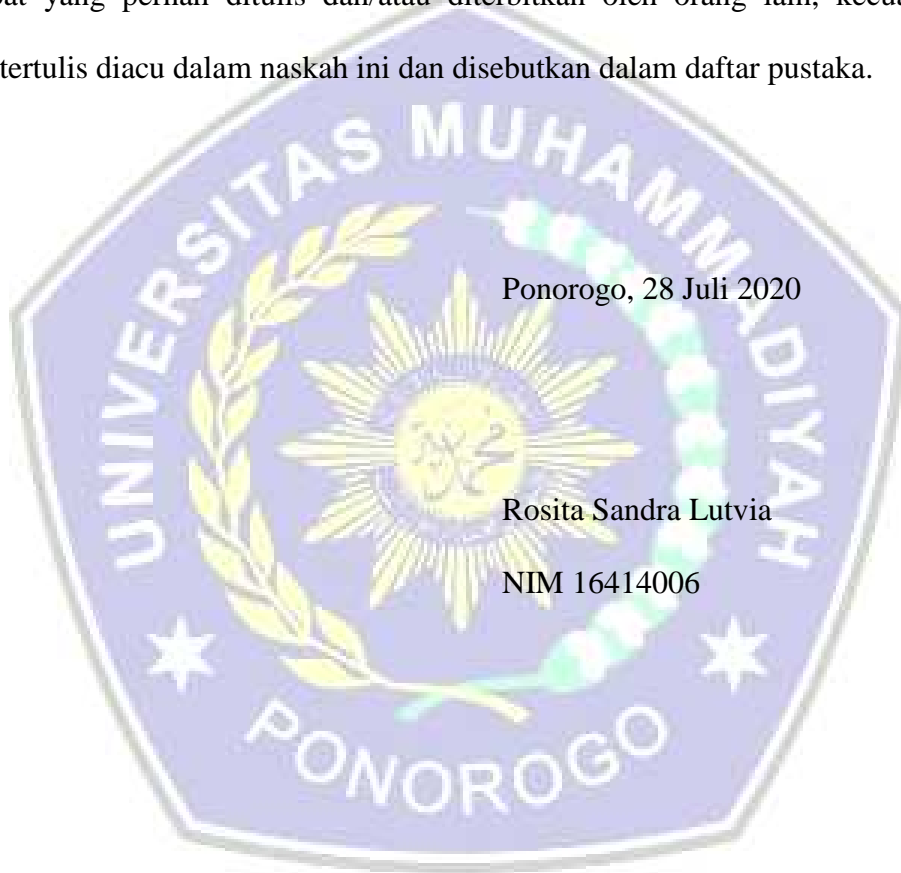 yang pernah ditulis dan/atau diterbitkan oleh orang lain,
tertulis diacu dalam naskah ini dan disebutkan dalam daftar pustaka.
UNIVERSITAS MUHAMMADIYAH
Ponorogo, 28 Juli 2020
Rosita Sandra Lutvia
NIM 16414006
PONOROGO